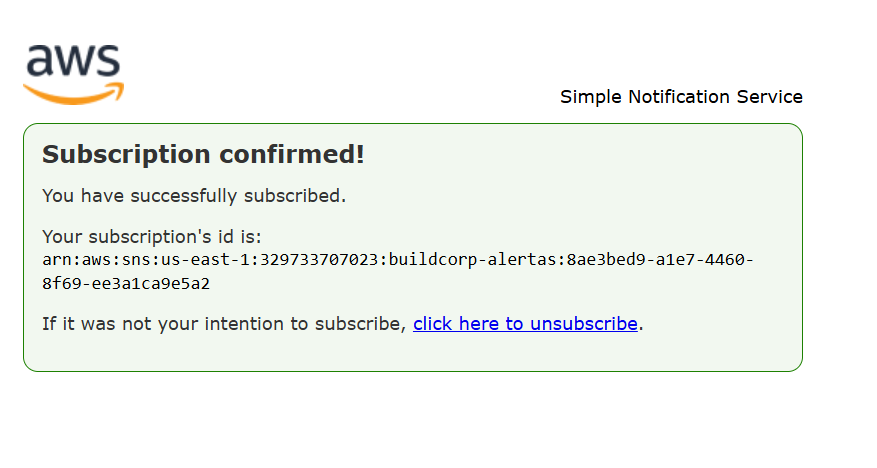 aws
Simple Notification Service
Subscription confirmed!
You have successfully subscribed.
Your subscription's id is:
arn:aws:sns:us-east-1:329733707023:buildcorp-alertas:8ae3bed9-a1e7-4460-
8f69-ee3a1ca9e5a2
If it was not your intention to subscribe, click here to unsubscribe.